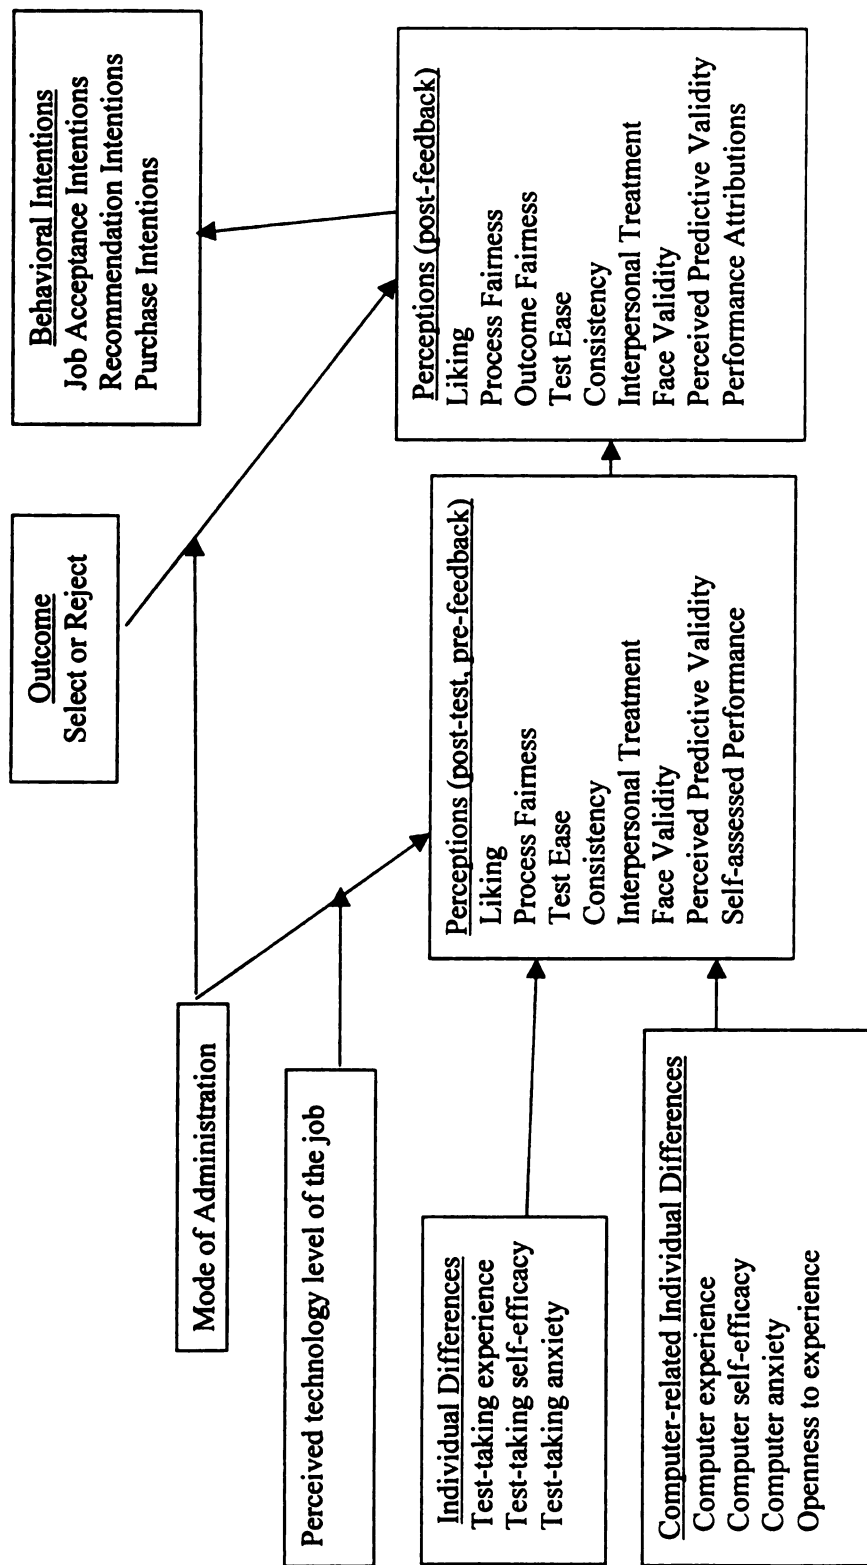 Mode of Administration
Perceived technology level of the job
Individual Differences
Test-taking experience
Test-taking self-efficacy
Test-taking anxiety
Computer-related Individual Differences
Computer experience
Computer self-efficacy
Computer anxiety
Openness to experience
Outcome
Select or Reject
Perceptions (post-test, pre-feedback)
Liking
Process Fairness
Test Ease
Consistency
Interpersonal Treatment
Face Validity
Perceived Predictive Validity
Self-assessed Performance
Behavioral Intentions
Job Acceptance Intentions
Recommendation Intentions
Purchase Intentions
Perceptions (post-feedback)
Liking
Process Fairness
Outcome Fairness
Test Ease
Consistency
Interpersonal Treatment
Face Validity
Perceived Predictive Validity
Performance Attributions